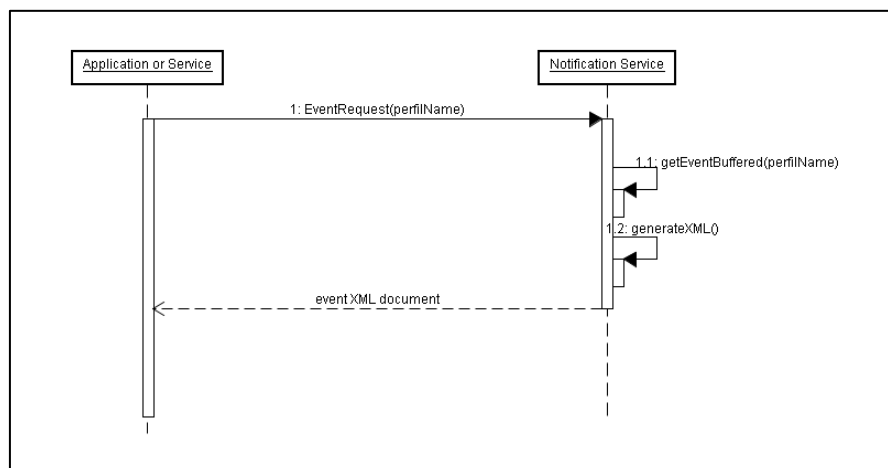 Application or Service
Notification Service
1: EventRequest(perfilName)
1.1: getEventBuffered(perfilName)
1.2: generateXML()
event XML document